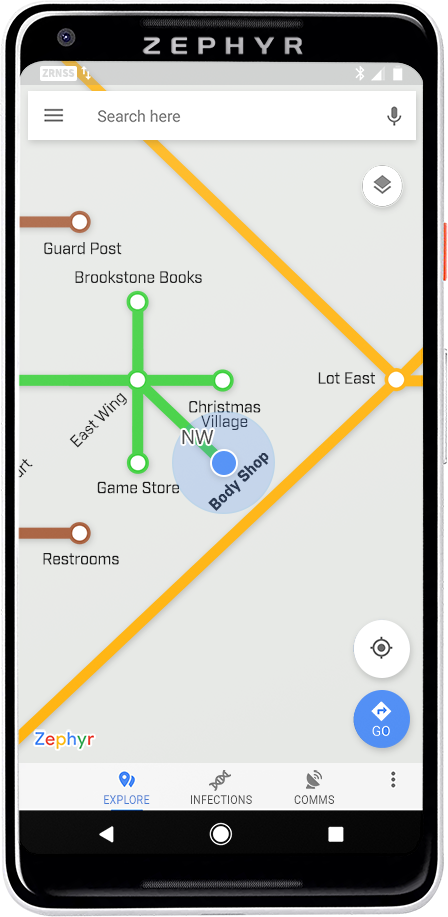 ZEPHYR
ZRNSS
Search here
Guard Post
Brookstone Books
Lot East
East Wing
Christmas
Village
NW
Body Shop
Game Store
Restrooms
Zephyr
GO
EXPLORE
INFECTIONS
COMMS